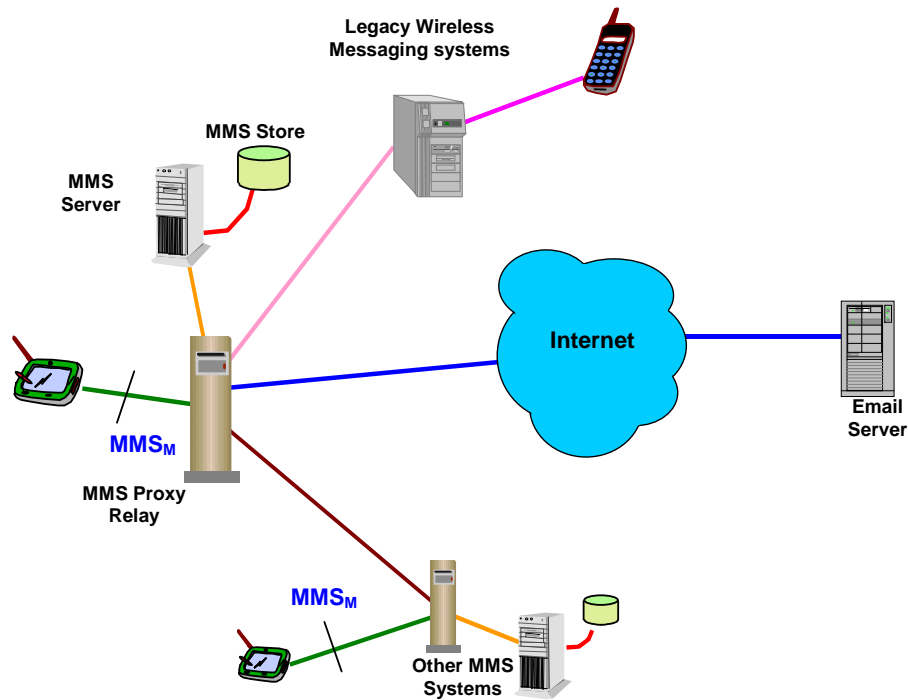 Legacy Wireless
Messaging systems
MMS Store
MMS
Server
Internet
Email
Server
MMSM
MMS Proxy
Relay
MMSM
Other MMS
Systems